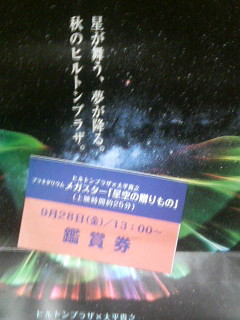 星が舞う、夢が降る。
秋のヒルトンプラザ。
ヒルトンプラザ×大平貴之
プラネタリウム メガスター「星空の贈りもの」
(上映時間約25分)
9月28日(金)/13:00〜
鑑賞券
ヒルトンプラザ×大平貴之